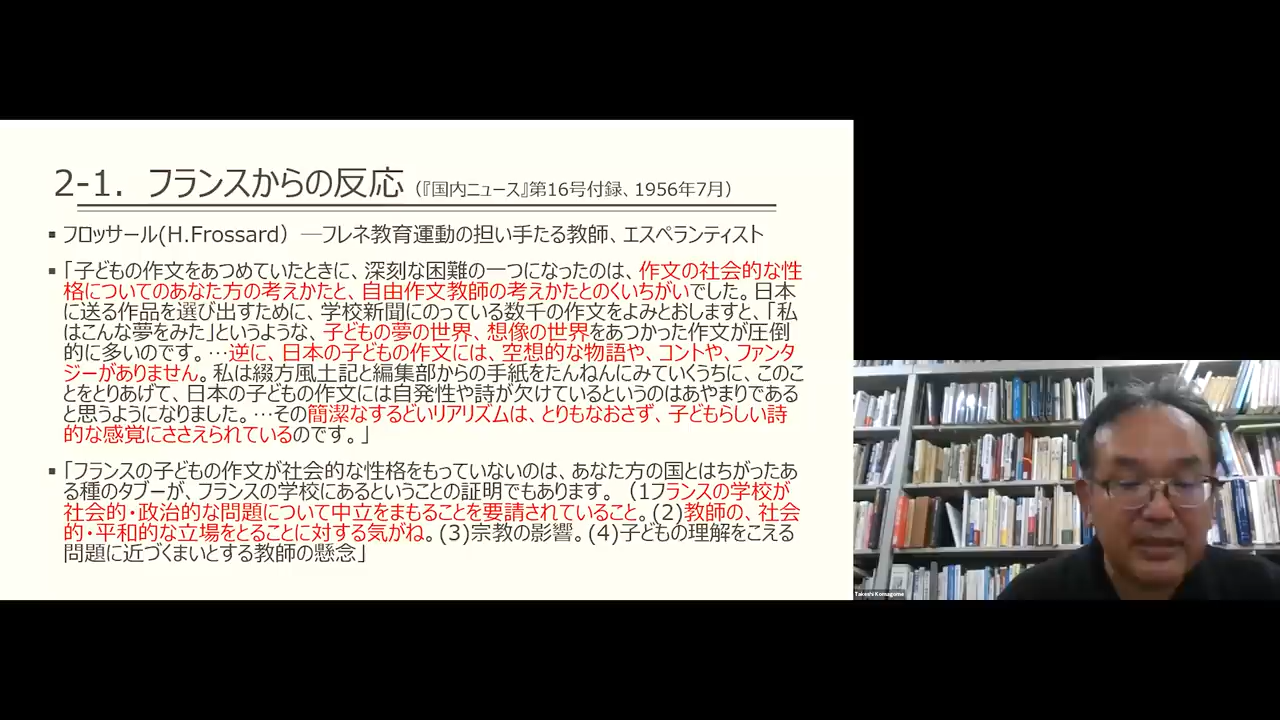 2-1. フランスからの反応（『国内ニュース』第16号付録、1956年7月）
▪ フロッサール(H.Frossard）―フレネ教育運動の担い手たる教師、エスペランティスト
▪ 「子どもの作文をあつめていたときに、深刻な困難の一つになったのは、作文の社会的な性
格についてのあなた方の考えかたと、自由作文教師の考えかたとのくいちがいでした。日本
に送る作品を選び出すために、学校新聞にのっている数千の作文をよみとおしますと、「私
はこんな夢をみた」というような、子どもの夢の世界、想像の世界をあつかった作文が圧倒
的に多いのです。…逆に、日本の子どもの作文には、空想的な物語や、コントや、ファンタ
ジーがありません。私は綴方風土記と編集部からの手紙をたんねんにみていくうちに、このこ
とをとりあげて、日本の子どもの作文には自発性や詩が欠けているというのはあやまりである
と思うようになりました。…その簡潔なするどいリアリズムは、とりもなおさず、子どもらしい詩
的な感覚にささえられているのです。」
▪ 「フランスの子どもの作文が社会的な性格をもっていないのは、あなた方の国とはちがったあ
る種のタブーが、フランスの学校にあるということの証明でもあります。 (1フランスの学校が
社会的・政治的な問題について中立をまもることを要請されていること。(2)教師の、社会
的・平和的な立場をとることに対する気がね。(3)宗教の影響。(4)子どもの理解をこえる
問題に近づくまいとする教師の懸念」
Takeshi Komagome